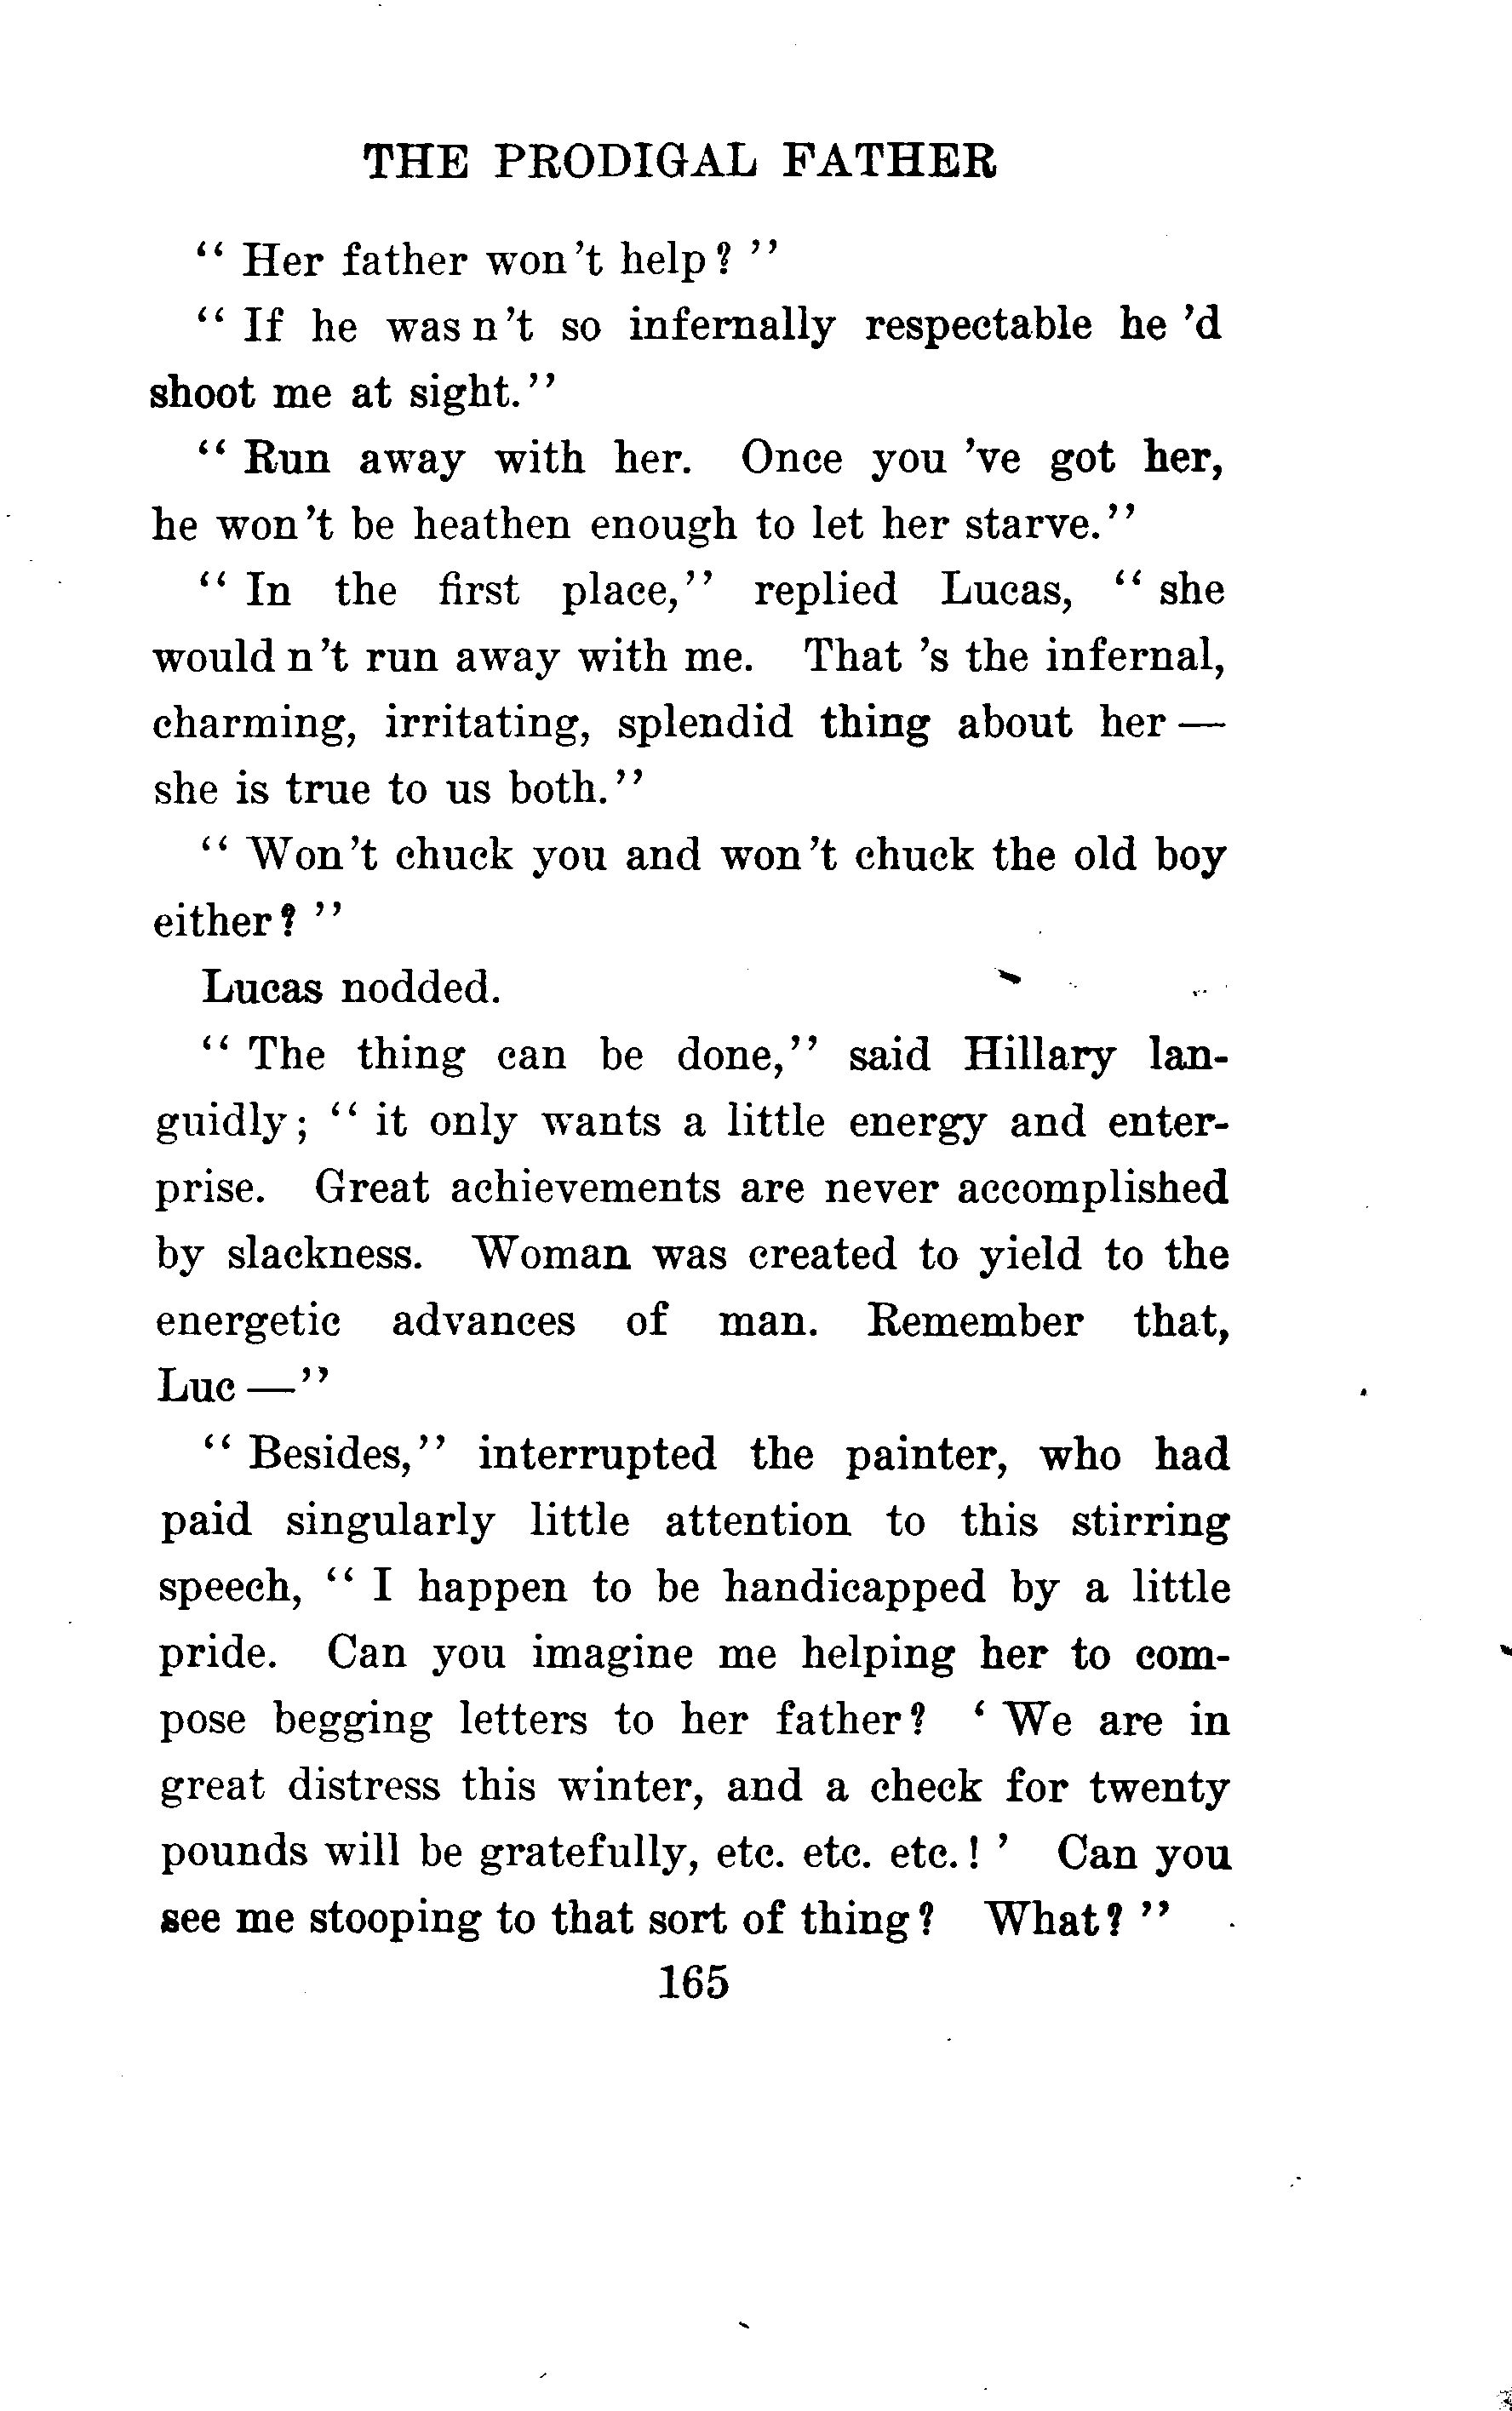 THE PRODIGAL FATHER
“ Her father won't help? ”
“ If he was n't so infernally respectable he 'd
shoot me at sight.”
“ Run away with her. Once you 've got her,
he won't be heathen enough to let her starve.”
“ In the first place,” replied Lucas, “ she
would n't run away with me. That 's the infernal,
charming, irritating, splendid thing about her —
she is true to us both.”
“ Won't chuck you and won't chuck the old boy
either? ”
Lucas nodded.
“ The thing can be done,” said Hillary lan-
guidly; “ it only wants a little energy and enter-
prise. Great achievements are never accomplished
by slackness. Woman was created to yield to the
energetic advances of man. Remember that,
Luc —”
“ Besides,” interrupted the painter, who had
paid singularly little attention to this stirring
speech, “ I happen to be handicapped by a little
pride. Can you imagine me helping her to com-
pose begging letters to her father? ‘ We are in
great distress this winter, and a check for twenty
pounds will be gratefully, etc. etc. etc.! ’ Can you
see me stooping to that sort of thing? What? ”
165